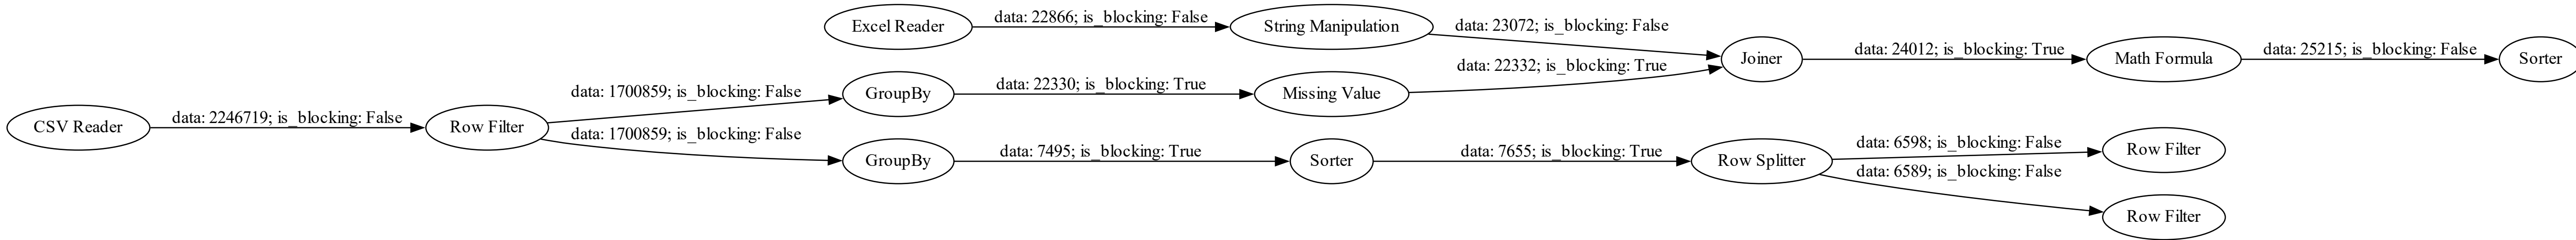 Excel Reader
data: 22866; is_blocking: False
String Manipulation
data: 23072; is_blocking: False
Joiner
data: 24012; is_blocking: True
Math Formula
data: 25215; is_blocking: False
Sorter
CSV Reader
data: 2246719; is_blocking: False
Row Filter
data: 1700859; is_blocking: False
GroupBy
data: 22330; is_blocking: True
Missing Value
data: 22332; is_blocking: True
data: 1700859; is_blocking: False
GroupBy
data: 7495; is_blocking: True
Sorter
data: 7655; is_blocking: True
Row Splitter
data: 6598; is_blocking: False
Row Filter
data: 6589; is_blocking: False
Row Filter